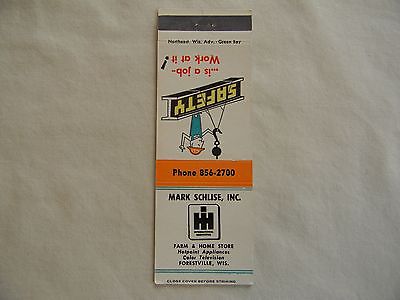 Northeast Wis. Adv. - Green Bay
SAFETY
...is a job-
Work at it!
Phone 856-2700
MARK SCHLISE, INC.
IH
FARM & HOME STORE
Hotpoint Appliances
Color Television
FORESTVILLE, WIS.
CLOSE COVER BEFORE STRIKING